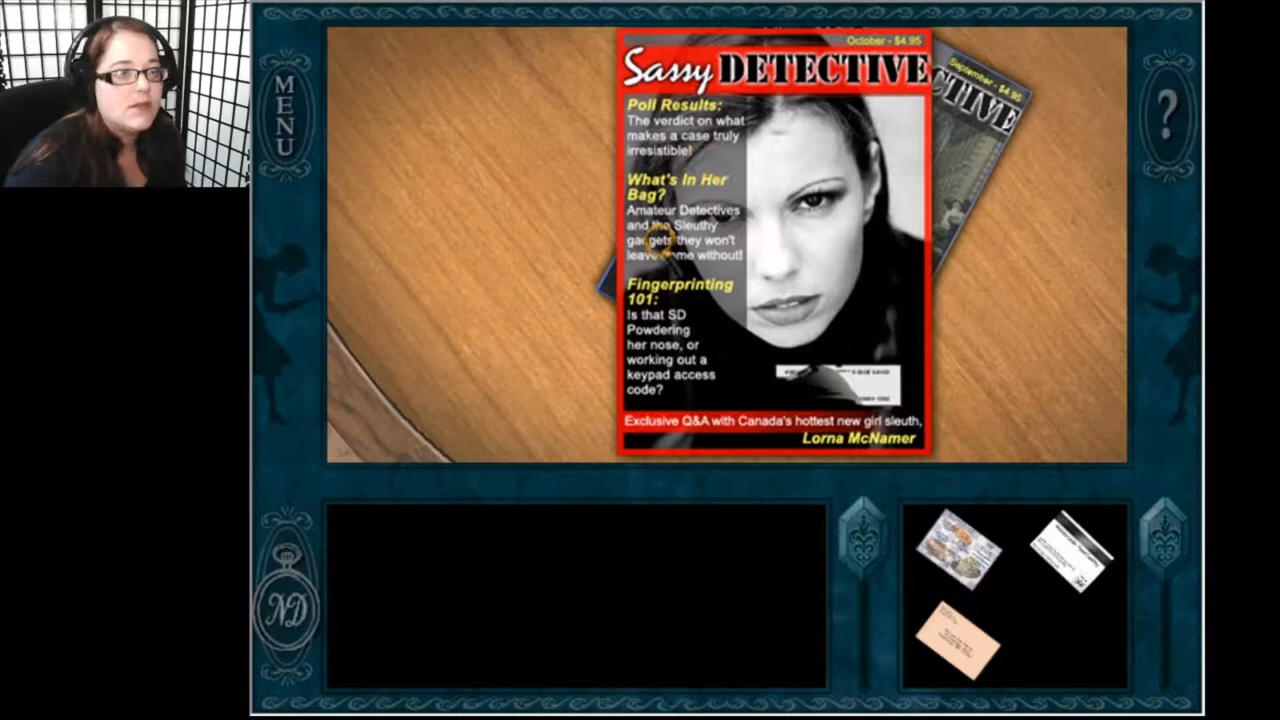 MENU
?
October - $4.95
Sassy DETECTIVE
September - $4.95
CTIVE
Poll Results:
The verdict on what
makes a case truly
irresistible!
What's In Her
Bag?
Amateur Detectives
and the Sleuthy
gadgets they won't
leave home without!
Fingerprinting
101:
Is that SD
Powdering
her nose, or
working out a
keypad access
code?
Exclusive Q&A with Canada's hottest new girl sleuth,
Lorna McNamer
ND